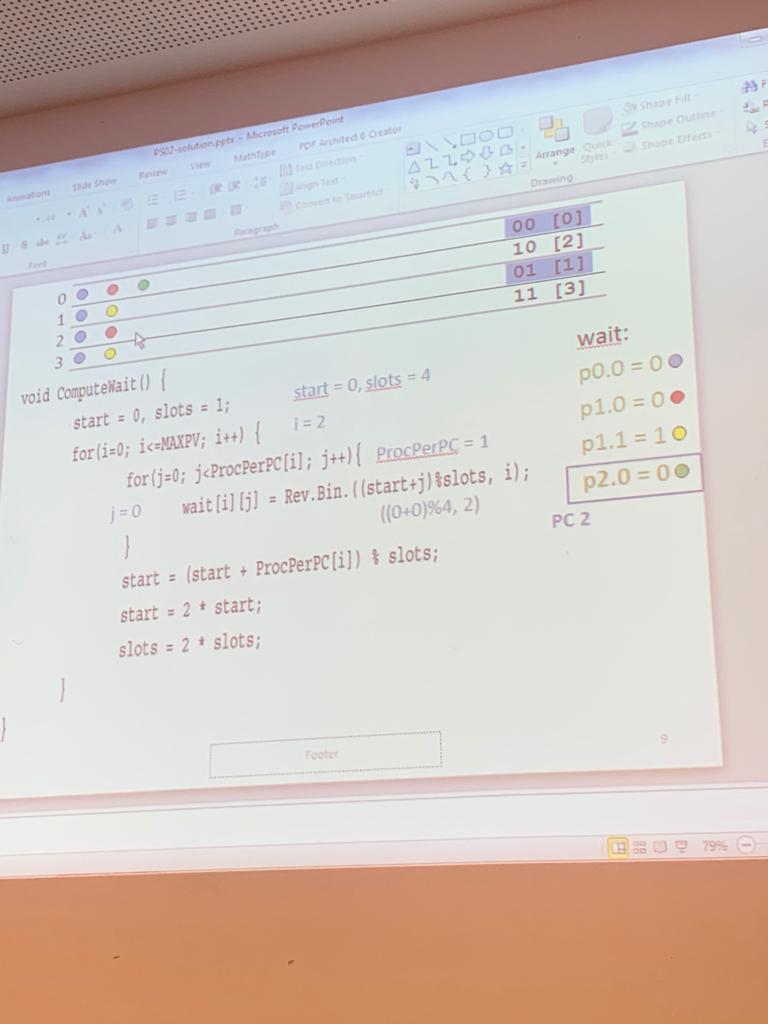 PS02-solution.pptx - Microsoft PowerPoint
Animations Slide Show Review View MathType PDF Architect 6 Creator
Text Direction
Align Text
Convert to SmartArt
Arrange
Quick Styles
Shape Fill
Shape Outline
Shape Effects
Font Paragraph Drawing
00 [0]
10 [2]
01 [1]
11 [3]
0
1
2
3
void ComputeWait() {
start = 0, slots = 1;
start = 0, slots = 4
for(i=0; i<=MAXPV; i++) {
i = 2
for(j=0; j<ProcPerPC[i]; j++){ ProcPerPC = 1
j = 0 wait[i][j] = Rev.Bin.((start+j)%slots, i);
((0+0)%4, 2)
}
start = (start + ProcPerPC[i]) % slots;
start = 2 * start;
slots = 2 * slots;
}
}
wait:
p0.0 = 0
p1.0 = 0
p1.1 = 1
p2.0 = 0
PC 2
Footer
9
79%